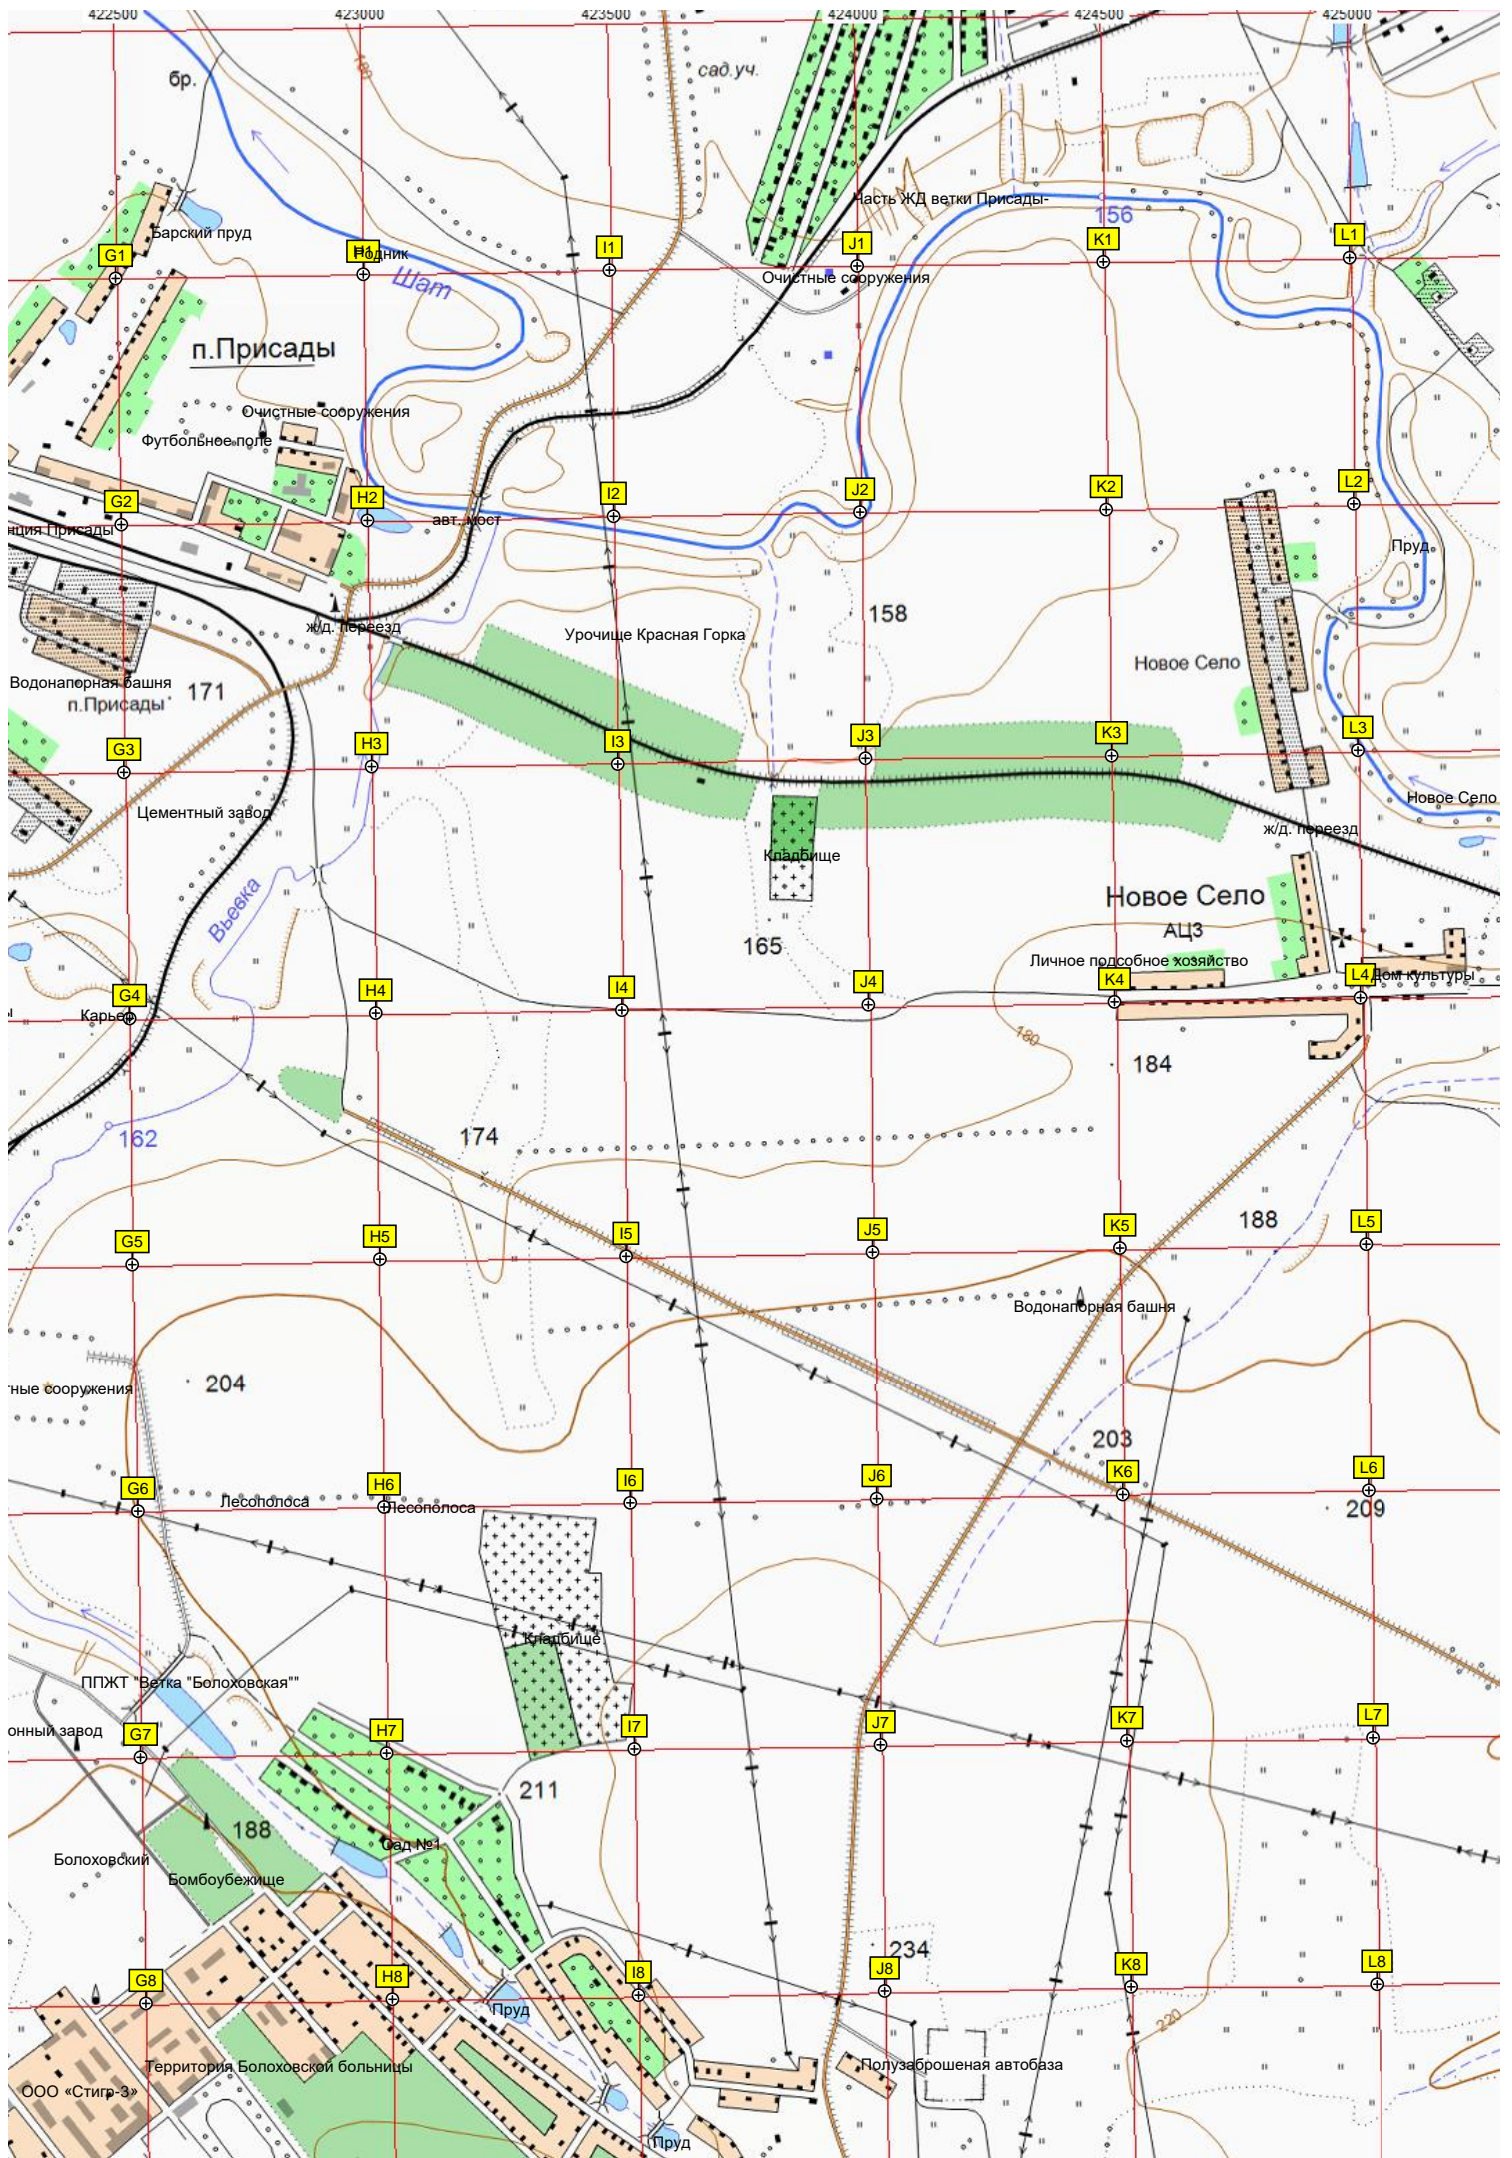 422500 423000 423500 424000 424500 425000
180
бр.
сад.уч.
Часть ЖД ветки Присады-
156
Барский пруд
G1 H1 I1 J1 K1 L1
Родник
Шат
Очистные сооружения
п.Присады
Очистные сооружения
Футбольное поле
G2 H2 I2 J2 K2 L2
нция Присады
авт. мост
Пруд
158
ж/д. переезд
Урочище Красная Горка
Новое Село
Водонапорная башня
171
п.Присады
G3 H3 I3 J3 K3 L3
Цементный завод
Новое Село
ж/д. переезд
Кладбище
Вьевка
Новое Село
АЦЗ
165
Личное подсобное хозяйство
Дом культуры
G4 H4 I4 J4 K4 L4
ы
Карьер
180
184
162
174
188
G5 H5 I5 J5 K5 L5
Водонапорная башня
204
тные сооружения
203
G6 H6 I6 J6 K6 L6
Лесополоса
Лесополоса
209
Кладбище
ППЖТ "Ветка "Болоховская""
онный завод
G7 H7 I7 J7 K7 L7
211
188
Сад №1
Болоховский
Бомбоубежище
234
G8 H8 I8 J8 K8 L8
Пруд
220
Территория Болоховской больницы
Полузаброшеная автобаза
ООО «Стигр-3»
Пруд